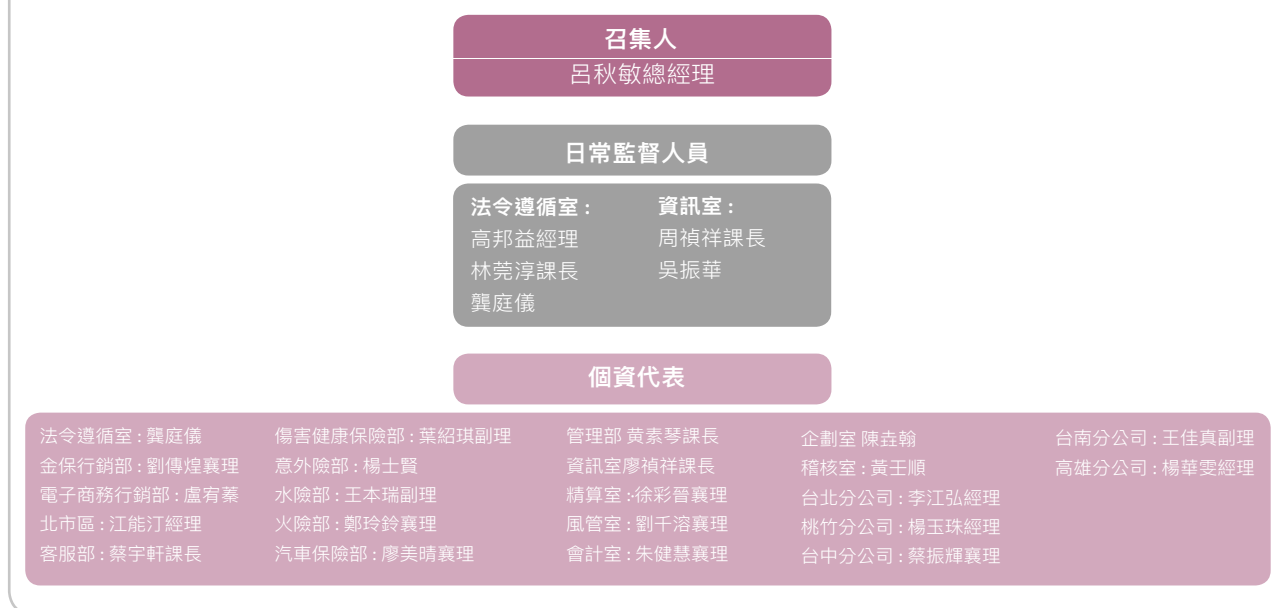 召集人
呂秋敏總經理
日常監督人員
法令遵循室 :
高邦益經理
林莞淳課長
龔庭儀
資訊室 :
周禎祥課長
吳振華
個資代表
法令遵循室 : 龔庭儀
金保行銷部 : 劉傳煌襄理
電子商務行銷部 : 盧宥蓁
北市區 : 江能汀經理
客服部 : 蔡宇軒課長
傷害健康保險部 : 葉紹琪副理
意外險部 : 楊士賢
水險部 : 王本瑞副理
火險部 : 鄭玲鈴襄理
汽車保險部 : 廖美晴襄理
管理部 黄素琴課長
資訊室廖禎祥課長
精算室 :徐彩晉襄理
風管室 : 劉千溶襄理
會計室 : 朱健慧襄理
企劃室 陳垚翰
稽核室 : 黃王順
台北分公司 : 李江弘經理
桃竹分公司 : 楊玉珠經理
台中分公司 : 蔡振輝襄理
台南分公司 : 王佳真副理
高雄分公司 : 楊華雯經理